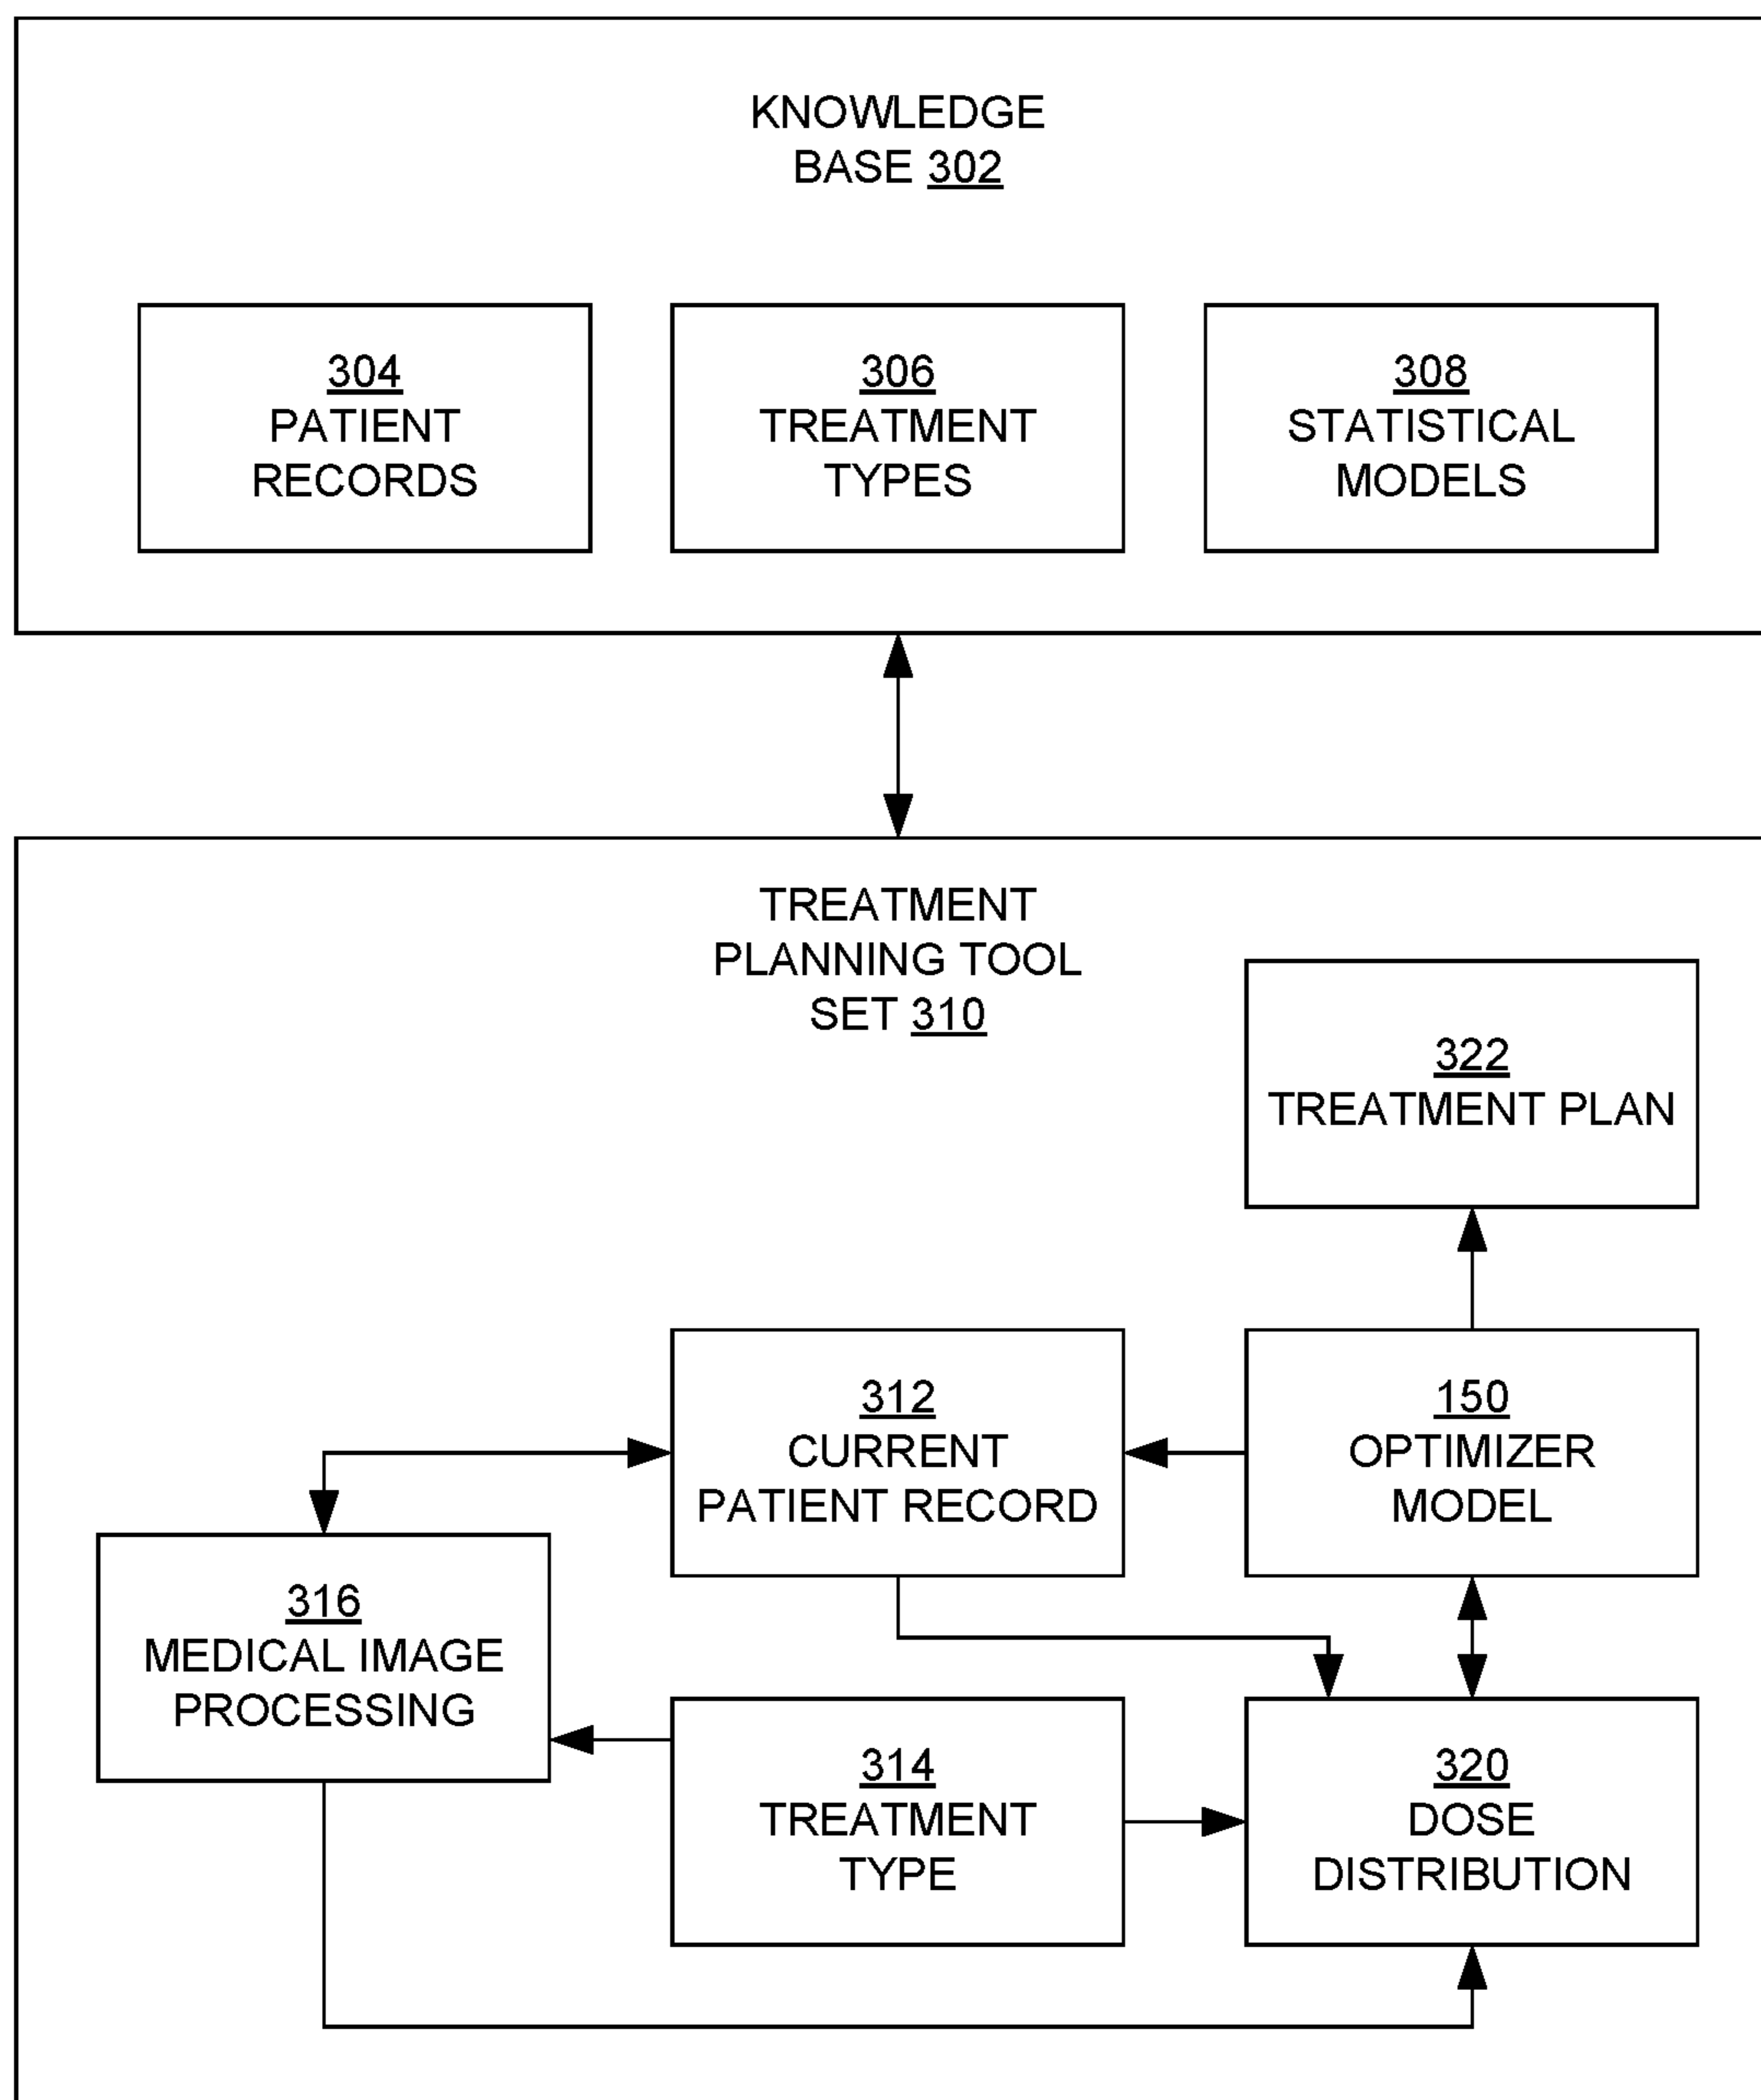 KNOWLEDGE
BASE 302
304
PATIENT
RECORDS
306
TREATMENT
TYPES
308
STATISTICAL
MODELS
TREATMENT
PLANNING TOOL
SET 310
322
TREATMENT PLAN
312
CURRENT
PATIENT RECORD
150
OPTIMIZER
MODEL
316
MEDICAL IMAGE
PROCESSING
314
TREATMENT
TYPE
320
DOSE
DISTRIBUTION